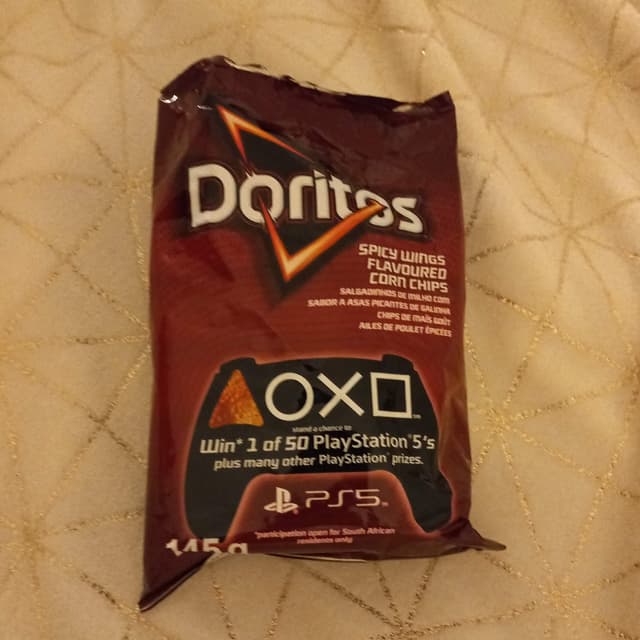 Doritos
SPICY WINGS
FLAVOURED
CORN CHIPS
SALGADINHOS DE MILHO COM
SABOR A ASAS PICANTES DE GALINHA
CHIPS DE MAÏS GOÛT
AILES DE POULET ÉPICÉES
stand a chance to
Win* 1 of 50 PlayStation®5's
plus many other PlayStation® prizes.
PS5™
*participation open for South African
residents only
145g